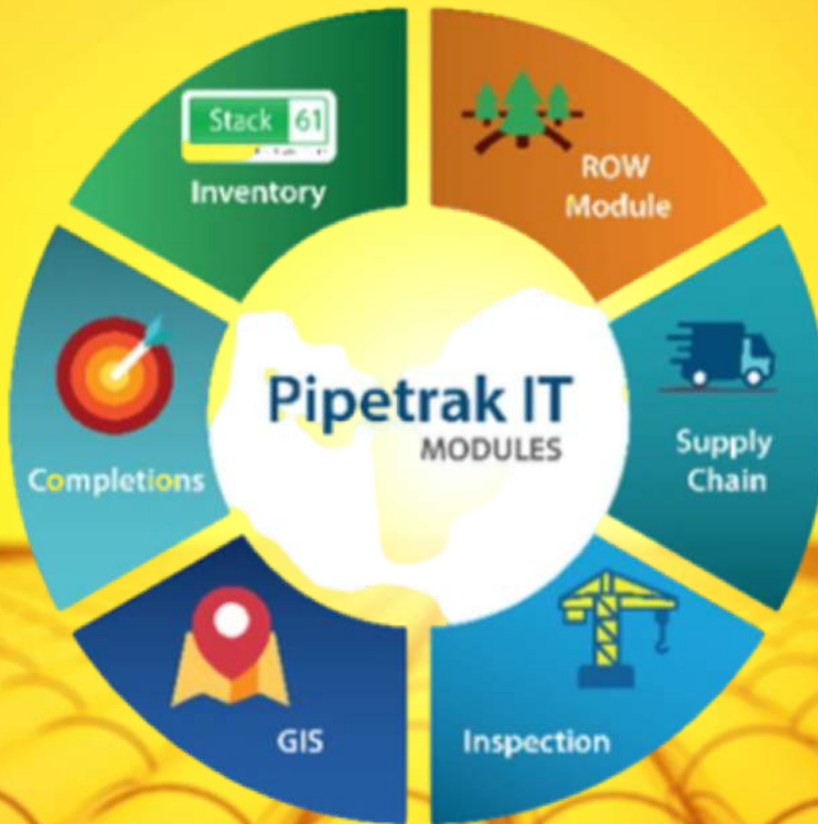 Stack 61
Inventory
ROW
Module
Completions
Pipetrak IT
MODULES
Supply
Chain
GIS
Inspection